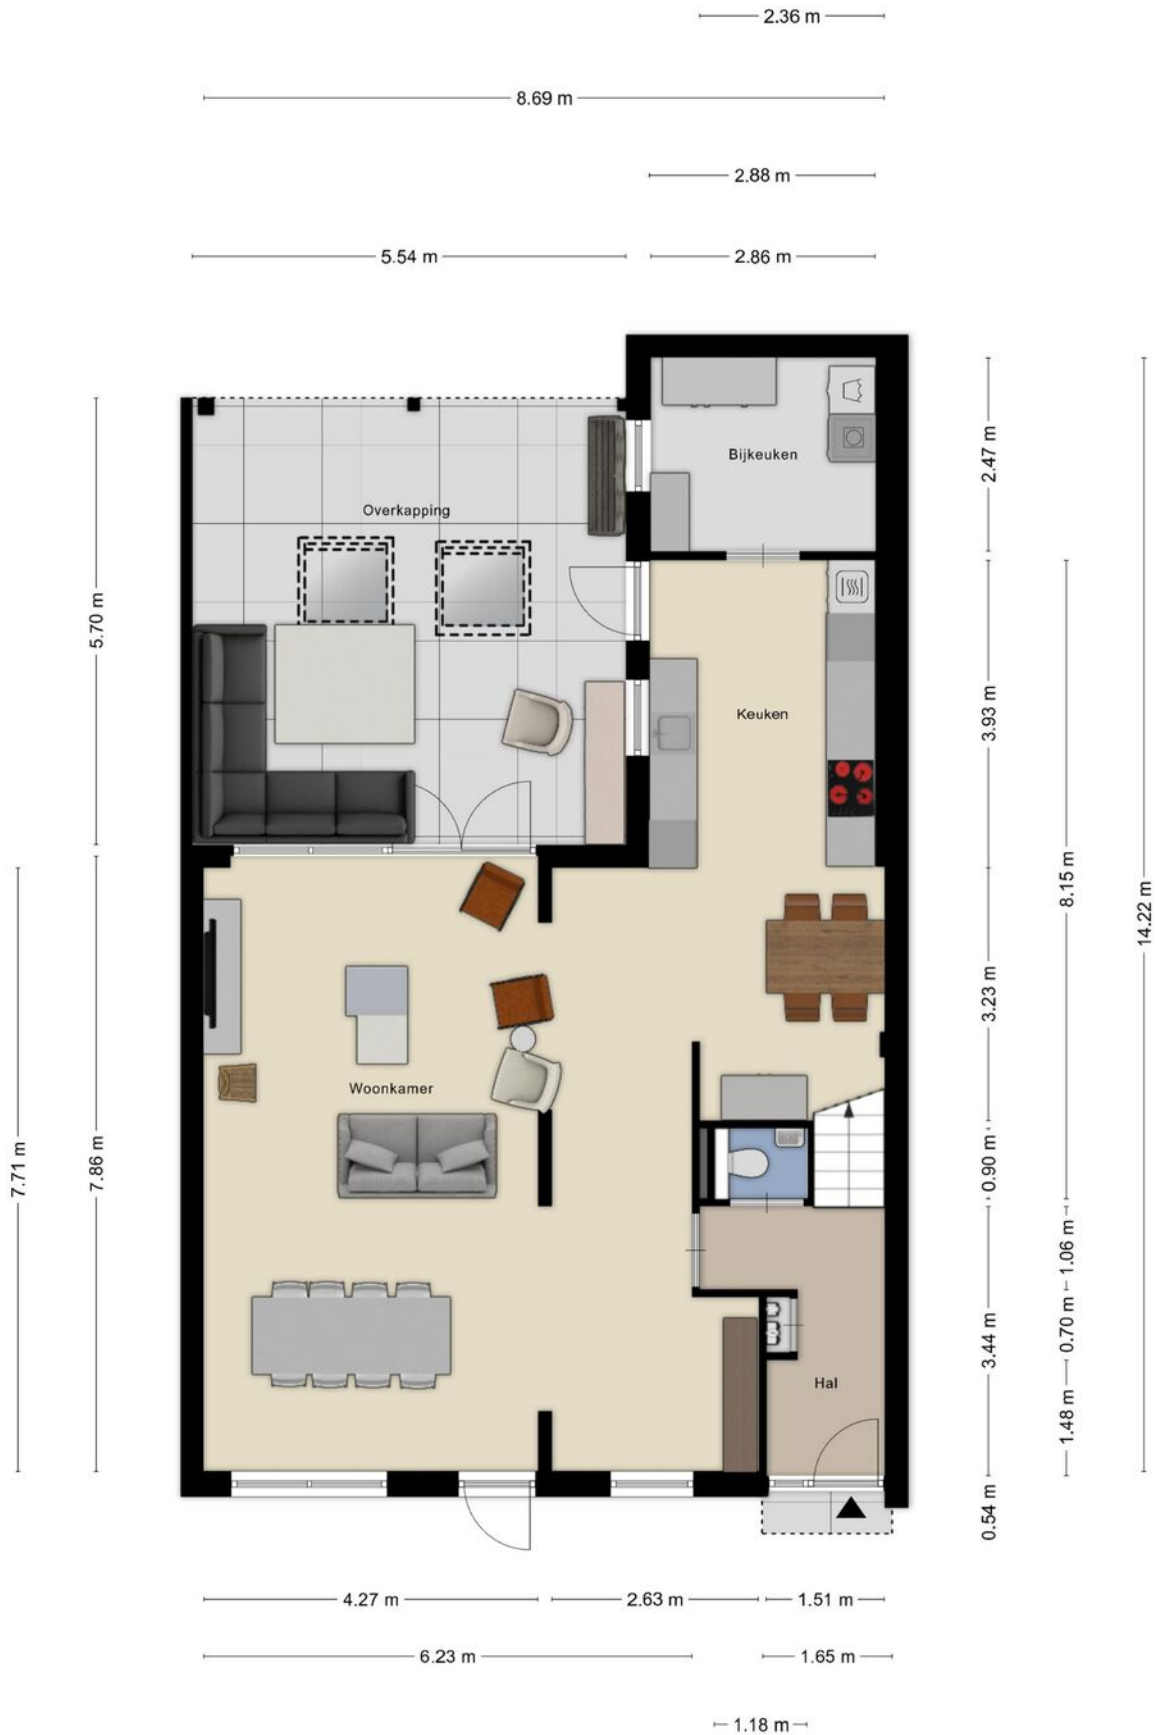 2.36 m
8.69 m
2.88 m
5.54 m
2.86 m
Bijkeuken
2.47 m
Overkapping
5.70 m
Keuken
3.93 m
8.15 m
14.22 m
3.23 m
Woonkamer
7.71 m
7.86 m
0.90 m
1.06 m
0.70 m
3.44 m
Hal
1.48 m
0.54 m
4.27 m
2.63 m
1.51 m
6.23 m
1.65 m
1.18 m